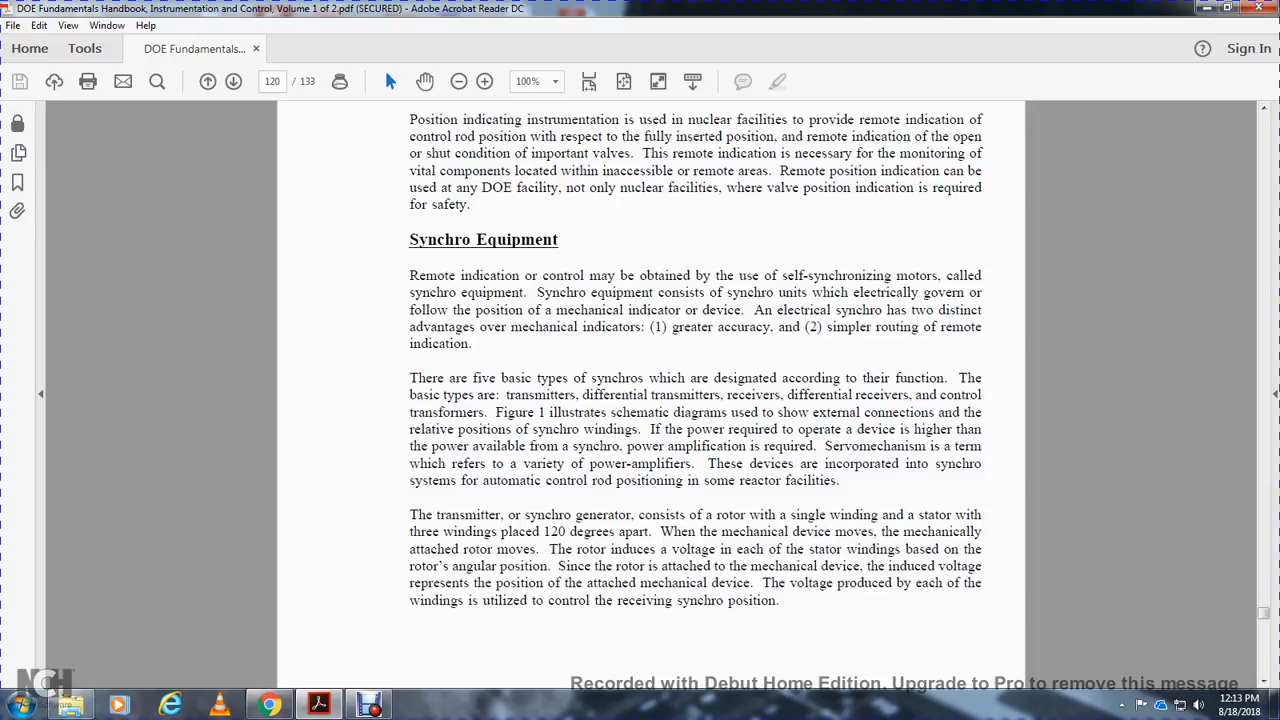 DOE Fundamentals Handbook, Instrumentation and Control, Volume 1 of 2.pdf (SECURED) - Adobe Acrobat Reader DC
File Edit View Window Help
Home Tools DOE Fundamentals... × Sign In
120 / 133 100%
Position indicating instrumentation is used in nuclear facilities to provide remote indication of
control rod position with respect to the fully inserted position, and remote indication of the open
or shut condition of important valves. This remote indication is necessary for the monitoring of
vital components located within inaccessible or remote areas. Remote position indication can be
used at any DOE facility, not only nuclear facilities, where valve position indication is required
for safety.
Synchro Equipment
Remote indication or control may be obtained by the use of self-synchronizing motors, called
synchro equipment. Synchro equipment consists of synchro units which electrically govern or
follow the position of a mechanical indicator or device. An electrical synchro has two distinct
advantages over mechanical indicators: (1) greater accuracy, and (2) simpler routing of remote
indication.
There are five basic types of synchros which are designated according to their function. The
basic types are: transmitters, differential transmitters, receivers, differential receivers, and control
transformers. Figure 1 illustrates schematic diagrams used to show external connections and the
relative positions of synchro windings. If the power required to operate a device is higher than
the power available from a synchro, power amplification is required. Servomechanism is a term
which refers to a variety of power-amplifiers. These devices are incorporated into synchro
systems for automatic control rod positioning in some reactor facilities.
The transmitter, or synchro generator, consists of a rotor with a single winding and a stator with
three windings placed 120 degrees apart. When the mechanical device moves, the mechanically
attached rotor moves. The rotor induces a voltage in each of the stator windings based on the
rotor's angular position. Since the rotor is attached to the mechanical device, the induced voltage
represents the position of the attached mechanical device. The voltage produced by each of the
windings is utilized to control the receiving synchro position.
NCH
Software
Recorded with Debut Home Edition. Upgrade to Pro to remove this message
12:13 PM
8/18/2018